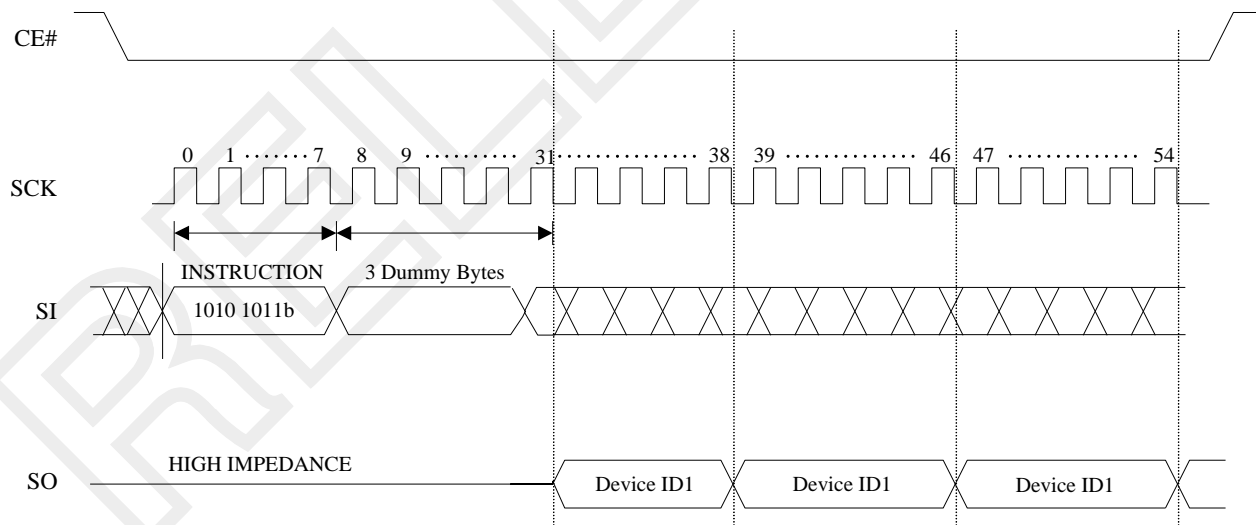 CE#
0 1 ······· 7 8 9 ·········· 31 ·················· 38 39 ··············· 46 47 ·············· 54
SCK
INSTRUCTION 3 Dummy Bytes
SI 1010 1011b
HIGH IMPEDANCE
SO Device ID1 Device ID1 Device ID1